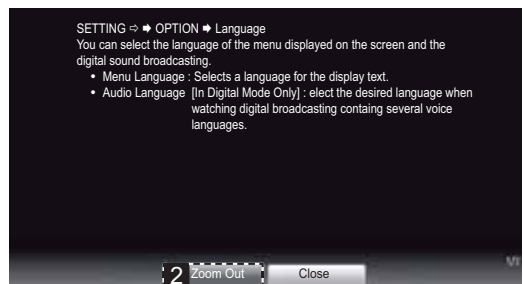 SETTING ⇨ ➡ OPTION ➡ Language
You can select the language of the menu displayed on the screen and the
digital sound broadcasting.
• Menu Language : Selects a language for the display text.
• Audio Language [In Digital Mode Only] : elect the desired language when
watching digital broadcasting containg several voice
languages.
2 Zoom Out Close